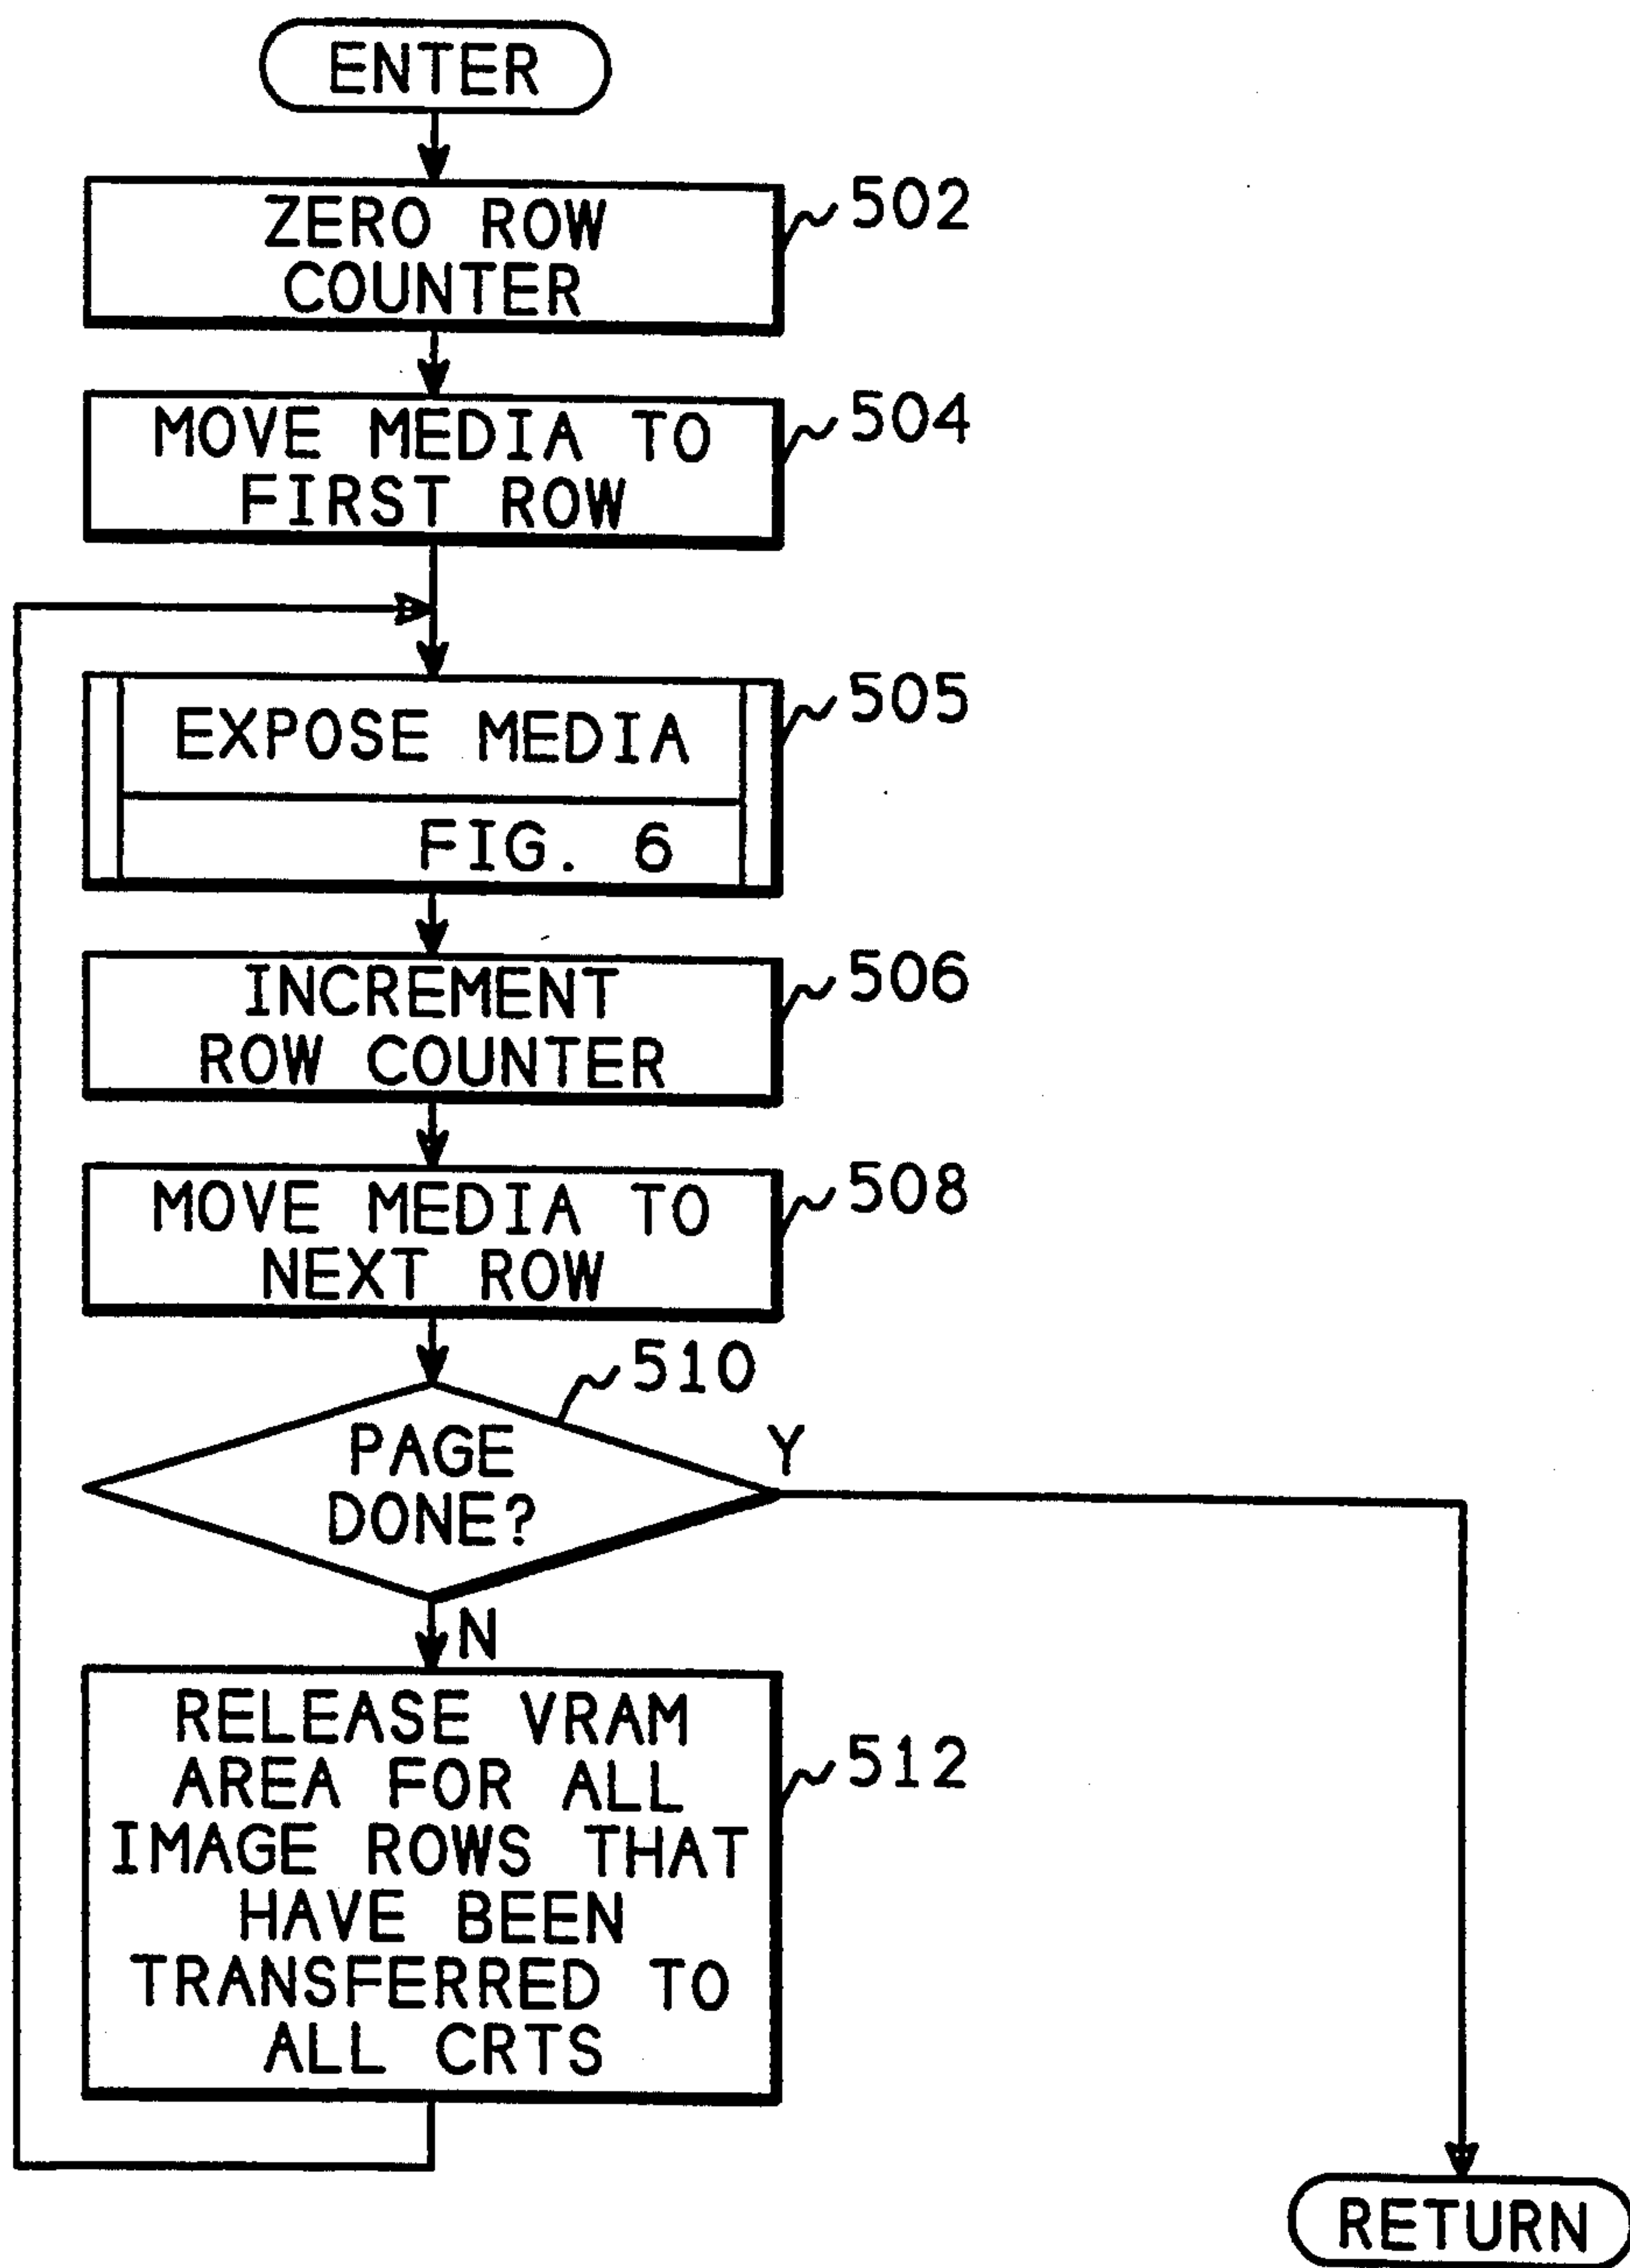 ENTER
ZERO ROW
COUNTER
502
MOVE MEDIA TO
FIRST ROW
504
EXPOSE MEDIA
FIG. 6
505
INCREMENT
ROW COUNTER
506
MOVE MEDIA TO
NEXT ROW
508
510
PAGE
DONE?
Y
N
RELEASE VRAM
AREA FOR ALL
IMAGE ROWS THAT
HAVE BEEN
TRANSFERRED TO
ALL CRTS
512
RETURN